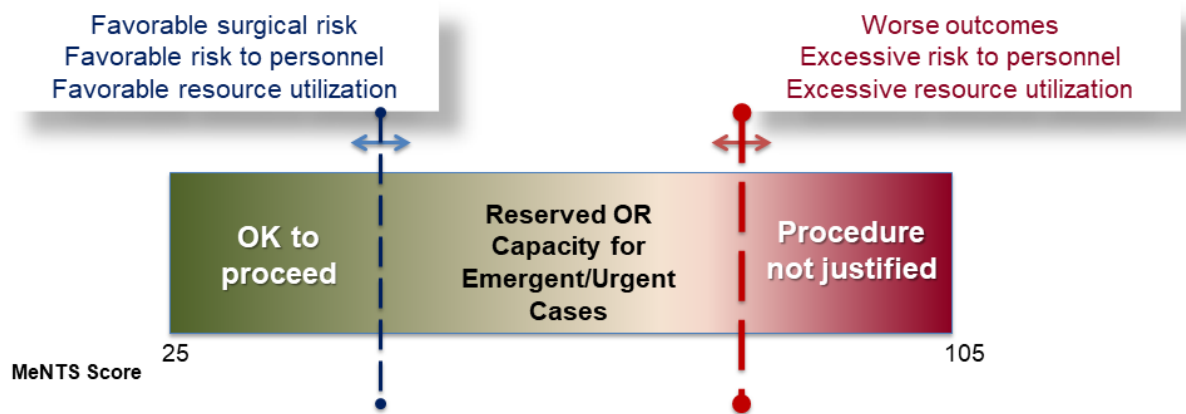 Favorable surgical risk
Favorable risk to personnel
Favorable resource utilization
Worse outcomes
Excessive risk to personnel
Excessive resource utilization
OK to
proceed
Reserved OR
Capacity for
Emergent/Urgent
Cases
Procedure
not justified
25
105
MeNTS Score